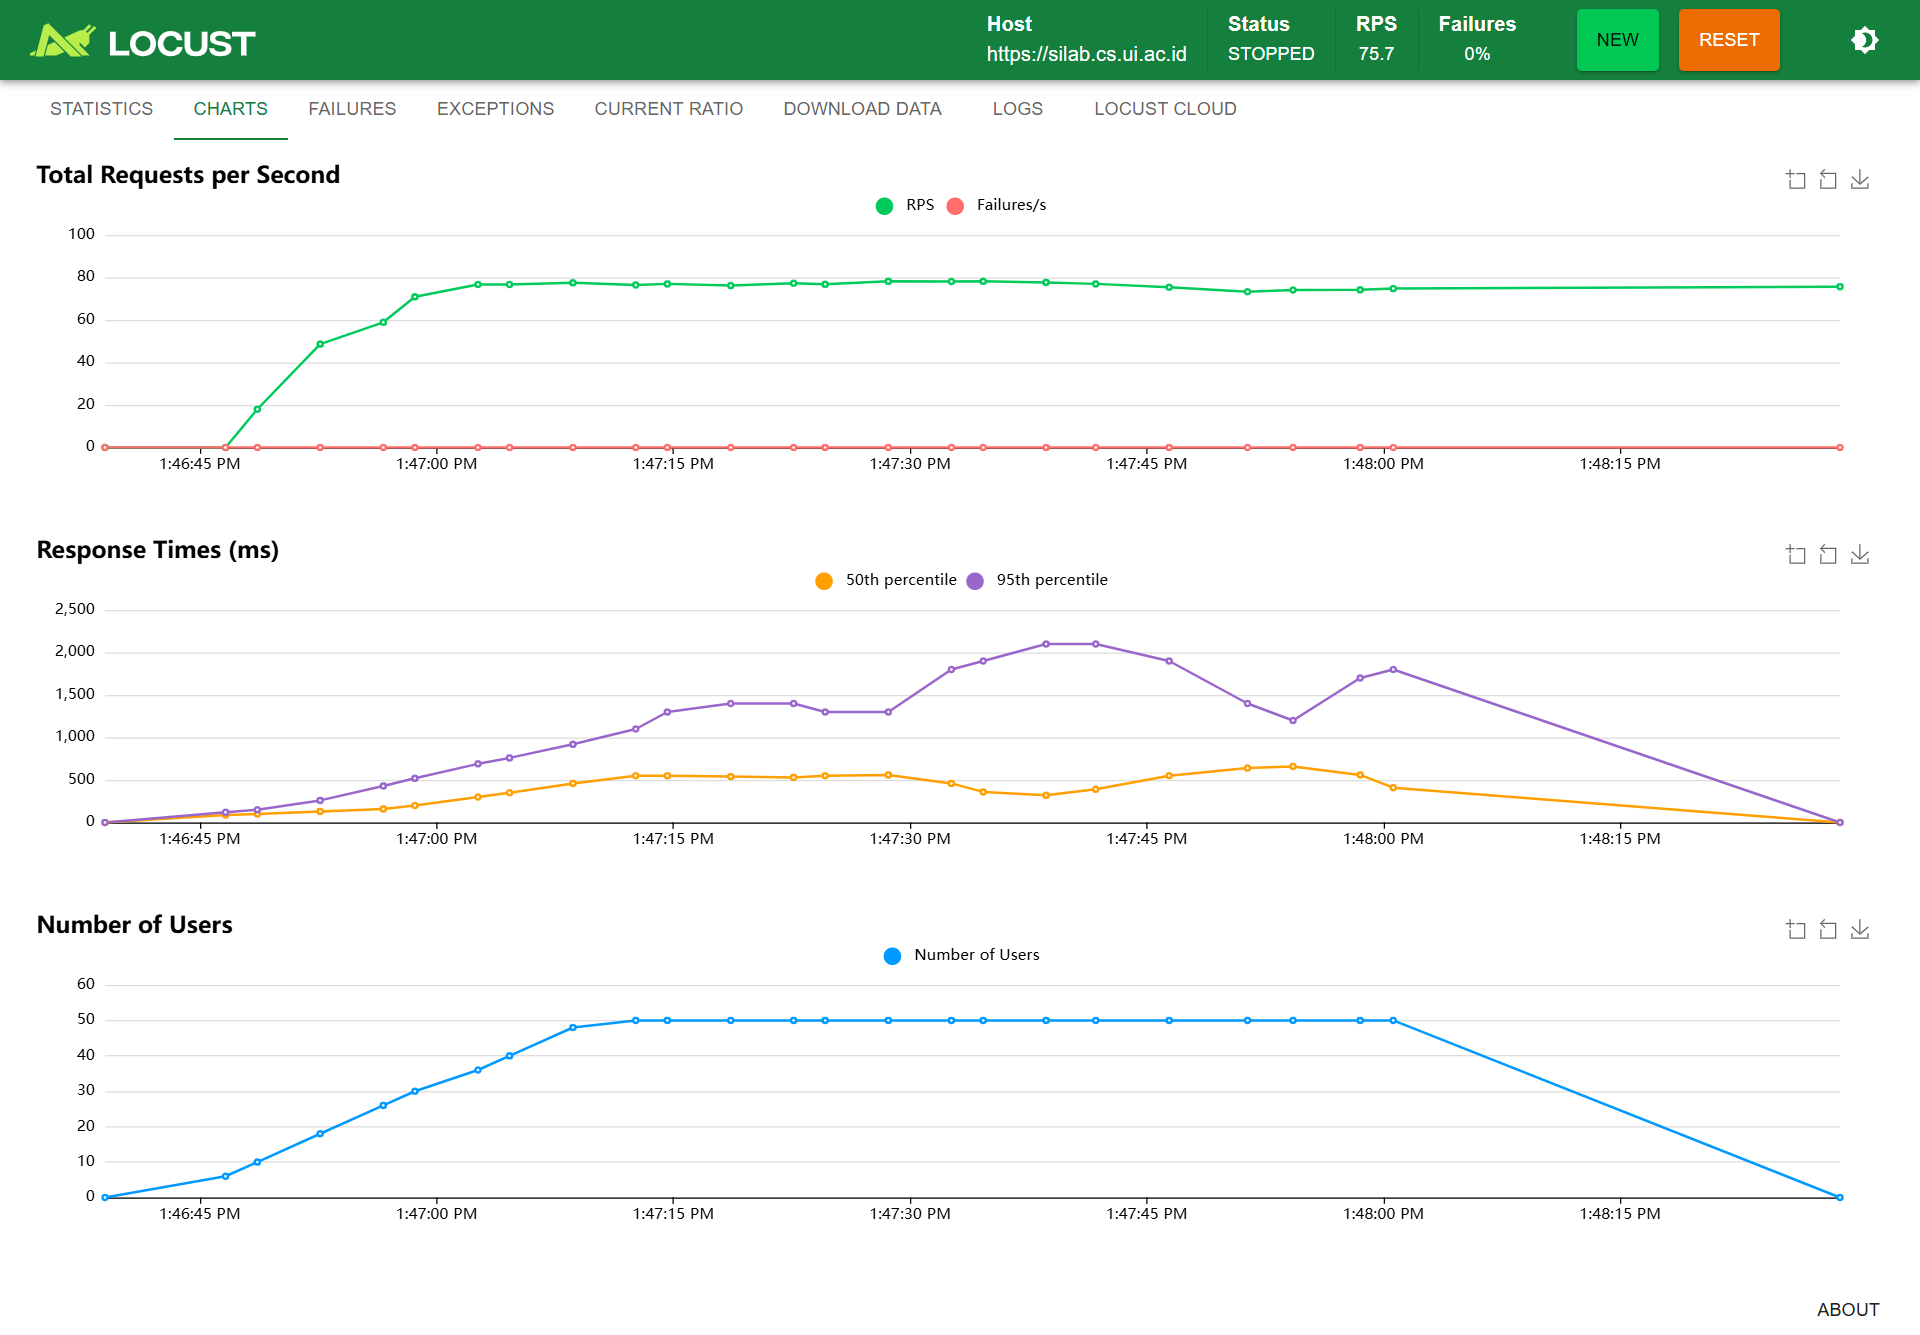 LOCUST
Host
https://silab.cs.ui.ac.id
Status
STOPPED
RPS
75.7
Failures
0%
NEW
RESET
STATISTICS
CHARTS
FAILURES
EXCEPTIONS
CURRENT RATIO
DOWNLOAD DATA
LOGS
LOCUST CLOUD
Total Requests per Second
RPS
Failures/s
100
80
60
40
20
0
1:46:45 PM
1:47:00 PM
1:47:15 PM
1:47:30 PM
1:47:45 PM
1:48:00 PM
1:48:15 PM
Response Times (ms)
50th percentile
95th percentile
2,500
2,000
1,500
1,000
500
0
1:46:45 PM
1:47:00 PM
1:47:15 PM
1:47:30 PM
1:47:45 PM
1:48:00 PM
1:48:15 PM
Number of Users
Number of Users
60
50
40
30
20
10
0
1:46:45 PM
1:47:00 PM
1:47:15 PM
1:47:30 PM
1:47:45 PM
1:48:00 PM
1:48:15 PM
ABOUT